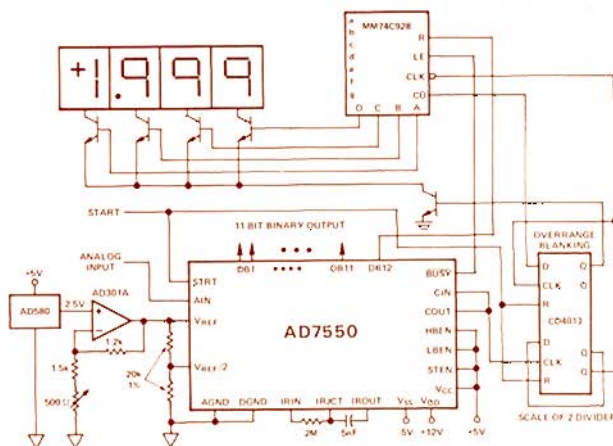 MM74C928
a
b
c
d
e
f
g
R
LE
CLK
CO
D C B A
+1.999
START
11 BIT BINARY OUTPUT
OVERRANGE
BLANKING
ANALOG
INPUT
DB1
DB11
DB12
STRT
BUSY
D Q
+5V
AIN
CIN
CLK Q
AD301A
COUT
R
AD580
2.5V
+
−
VREF
AD7550
HBEN
CD4013
1.2k
LBEN
D
1.5k
VREF/2
STEN
CLK Q
20k
1%
VCC
R Q
500Ω
AGND
DGND
IRIN
IRJCT
IROUT
VSS
VDD
SCALE OF 2 DIVIDER
2M
5nF
5V
+12V
+5V